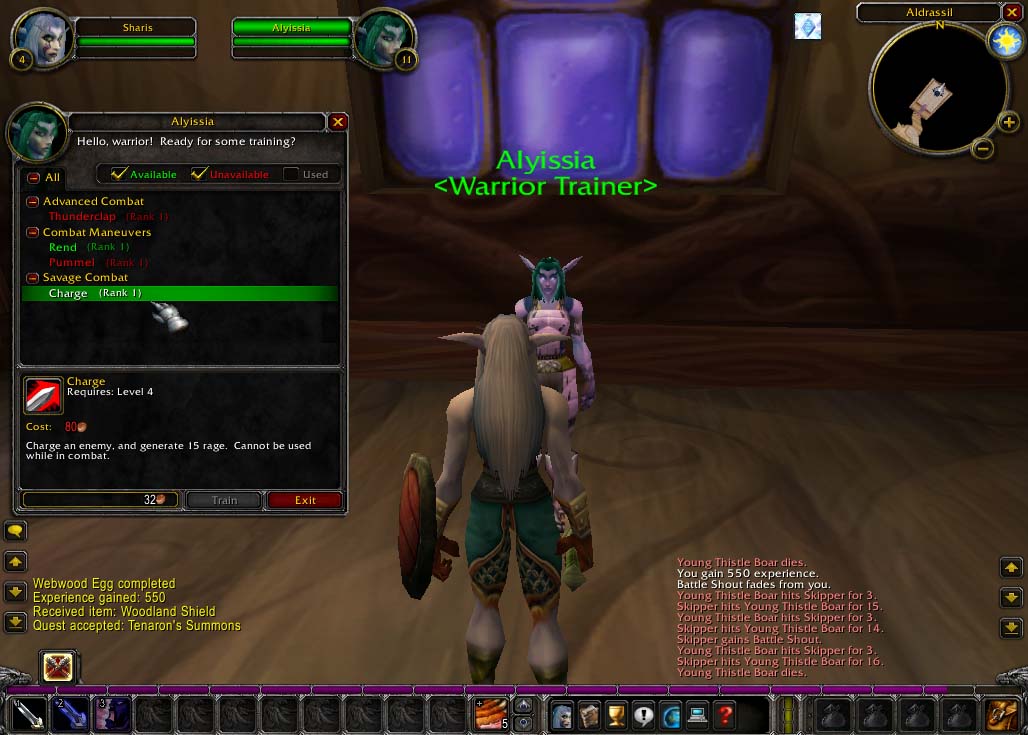 Sharis
4
Alyissia
11
Aldrassil
N
Alyissia
Hello, warrior! Ready for some training?
All
Available
Unavailable
Used
Advanced Combat
Thunderclap (Rank 1)
Combat Maneuvers
Rend (Rank 1)
Pummel (Rank 1)
Savage Combat
Charge (Rank 1)
Charge
Requires: Level 4
Cost: 80
Charge an enemy, and generate 15 rage. Cannot be used
while in combat.
32
Train
Exit
Alyissia
<Warrior Trainer>
Webwood Egg completed
Experience gained: 550
Received item: Woodland Shield
Quest accepted: Tenaron's Summons
Young Thistle Boar dies.
You gain 550 experience.
Battle Shout fades from you.
Young Thistle Boar hits Skipper for 3.
Skipper hits Young Thistle Boar for 15.
Young Thistle Boar hits Skipper for 3.
Skipper hits Young Thistle Boar for 14.
Skipper gains Battle Shout.
Young Thistle Boar hits Skipper for 3.
Skipper hits Young Thistle Boar for 16.
Young Thistle Boar dies.
1
2
3
5